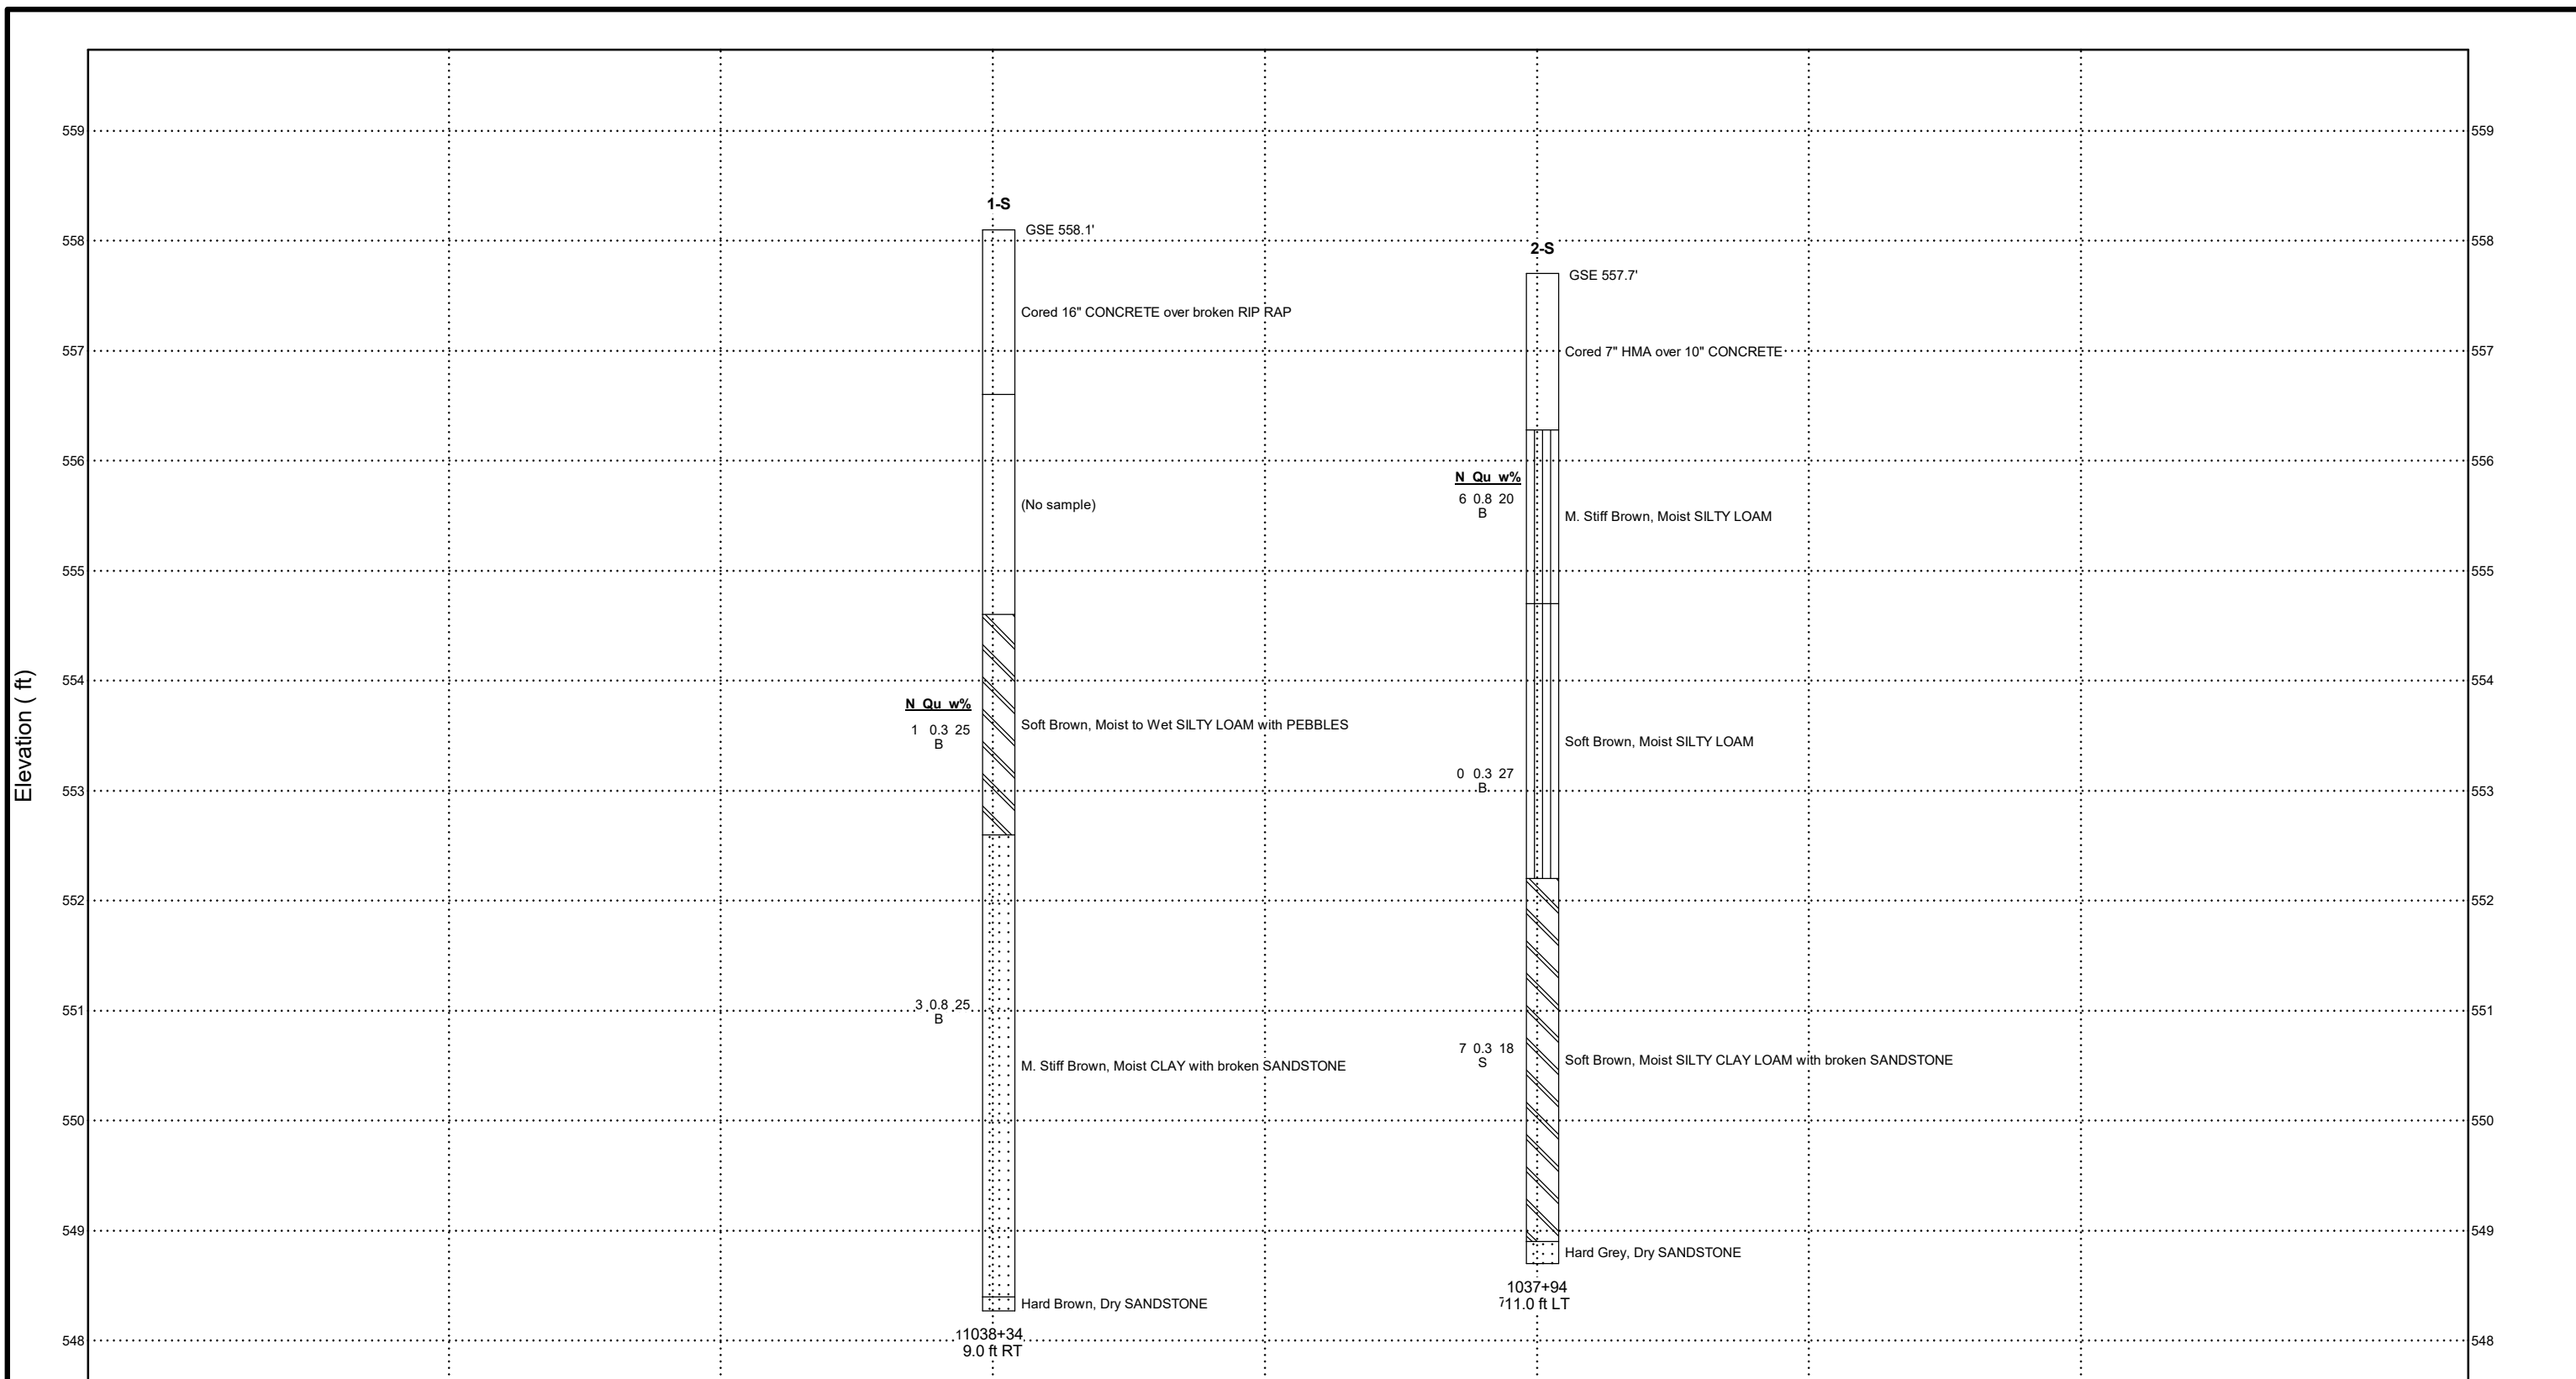 559 559
1-S
GSE 558.1'
558 558
2-S
GSE 557.7'
Cored 16" CONCRETE over broken RIP RAP
557 Cored 7" HMA over 10" CONCRETE 557
556 556
N Qu w%
6 0.8 20
B
(No sample)
M. Stiff Brown, Moist SILTY LOAM
555 555
554 554
Elevation ( ft)
N Qu w%
1 0.3 25
B
Soft Brown, Moist to Wet SILTY LOAM with PEBBLES
Soft Brown, Moist SILTY LOAM
0 0.3 27
B
553 553
552 552
3 0.8 25
B
551 551
7 0.3 18
S
Soft Brown, Moist SILTY CLAY LOAM with broken SANDSTONE
M. Stiff Brown, Moist CLAY with broken SANDSTONE
550 550
549 549
Hard Grey, Dry SANDSTONE
1037+94
11.0 ft LT
Hard Brown, Dry SANDSTONE
548 548
1038+34
9.0 ft RT